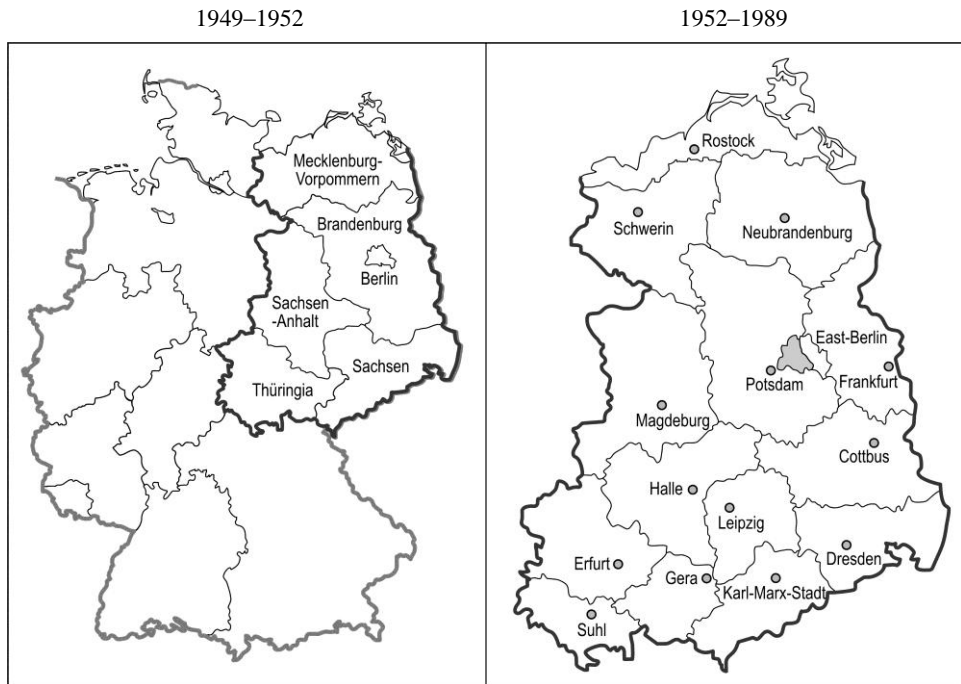 1949–1952
1952–1989
Mecklenburg-
Vorpommern
Brandenburg
Berlin
Sachsen
-Anhalt
Sachsen
Thüringia
Rostock
Schwerin
Neubrandenburg
East-Berlin
Potsdam
Frankfurt
Magdeburg
Cottbus
Halle
Leipzig
Dresden
Erfurt
Gera
Karl-Marx-Stadt
Suhl